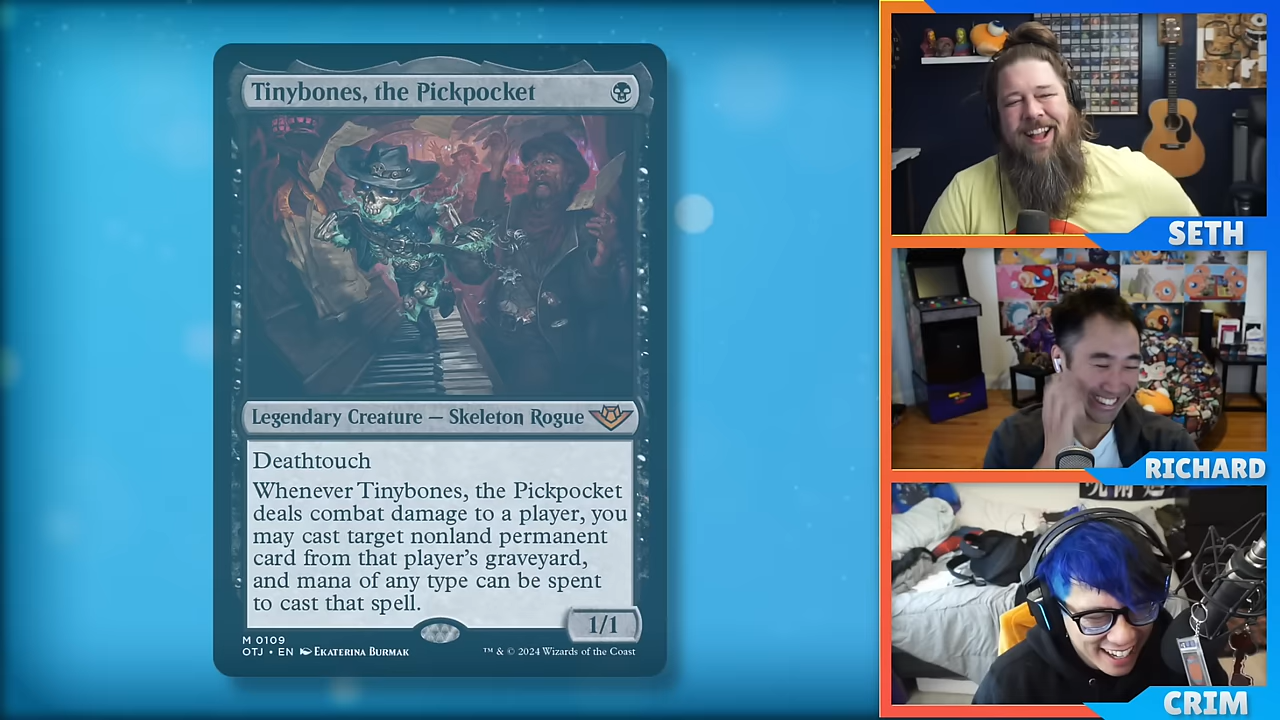 Tinybones, the Pickpocket
Legendary Creature — Skeleton Rogue
Deathtouch
Whenever Tinybones, the Pickpocket
deals combat damage to a player, you
may cast target nonland permanent
card from that player's graveyard,
and mana of any type can be spent
to cast that spell.
1/1
M 0109
OTJ • EN EKATERINA BURMAK
™ & © 2024 Wizards of the Coast
SETH
RICHARD
CRIM